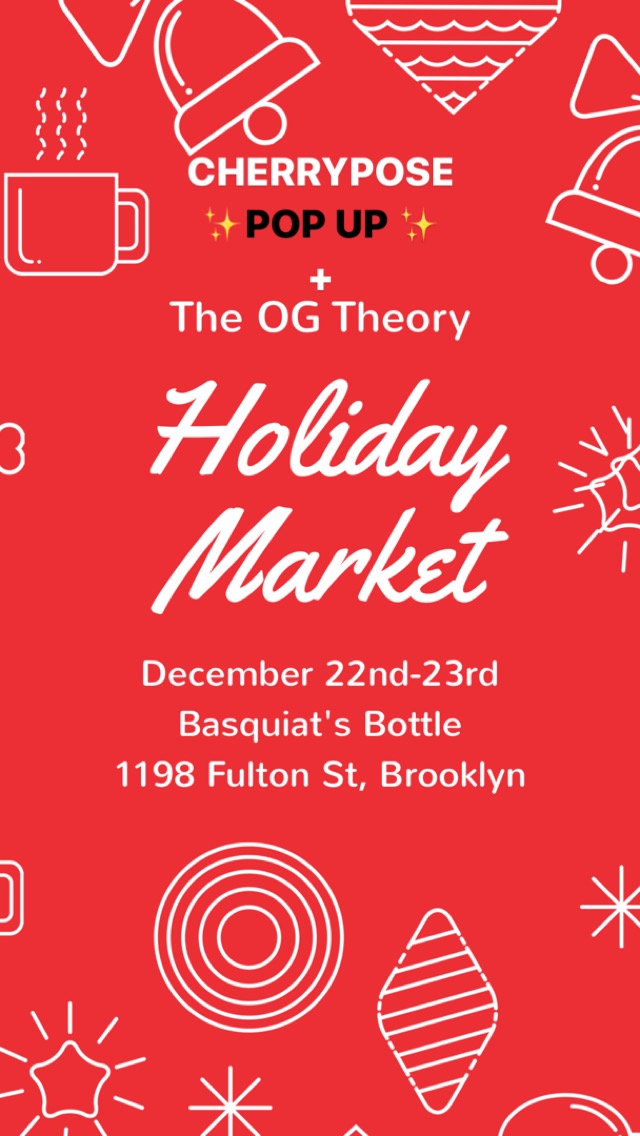 CHERRYPOSE
✨POP UP ✨
+
The OG Theory
Holiday
Market
December 22nd-23rd
Basquiat's Bottle
1198 Fulton St, Brooklyn